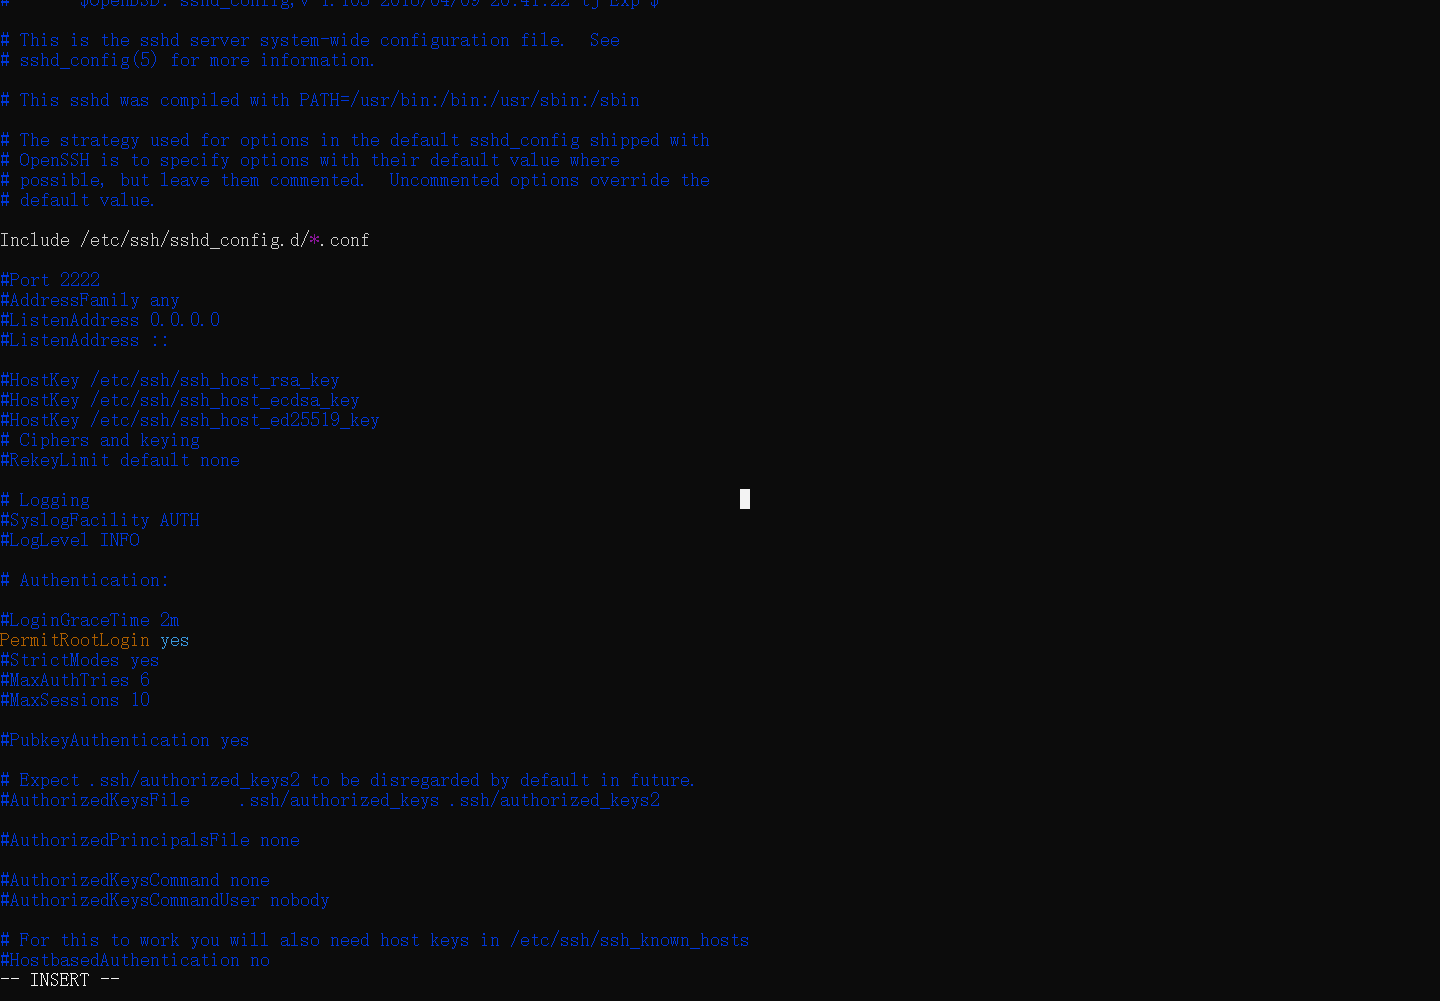 #       $OpenBSD: sshd_config,v 1.103 2018/04/09 20:41:22 tj Exp $
# This is the sshd server system-wide configuration file.  See
# sshd_config(5) for more information.
# This sshd was compiled with PATH=/usr/bin:/bin:/usr/sbin:/sbin
# The strategy used for options in the default sshd_config shipped with
# OpenSSH is to specify options with their default value where
# possible, but leave them commented.  Uncommented options override the
# default value.
Include /etc/ssh/sshd_config.d/*.conf
#Port 2222
#AddressFamily any
#ListenAddress 0.0.0.0
#ListenAddress ::
#HostKey /etc/ssh/ssh_host_rsa_key
#HostKey /etc/ssh/ssh_host_ecdsa_key
#HostKey /etc/ssh/ssh_host_ed25519_key
# Ciphers and keying
#RekeyLimit default none
# Logging
#SyslogFacility AUTH
#LogLevel INFO
# Authentication:
#LoginGraceTime 2m
PermitRootLogin yes
#StrictModes yes
#MaxAuthTries 6
#MaxSessions 10
#PubkeyAuthentication yes
# Expect .ssh/authorized_keys2 to be disregarded by default in future.
#AuthorizedKeysFile     .ssh/authorized_keys .ssh/authorized_keys2
#AuthorizedPrincipalsFile none
#AuthorizedKeysCommand none
#AuthorizedKeysCommandUser nobody
# For this to work you will also need host keys in /etc/ssh/ssh_known_hosts
#HostbasedAuthentication no
-- INSERT --